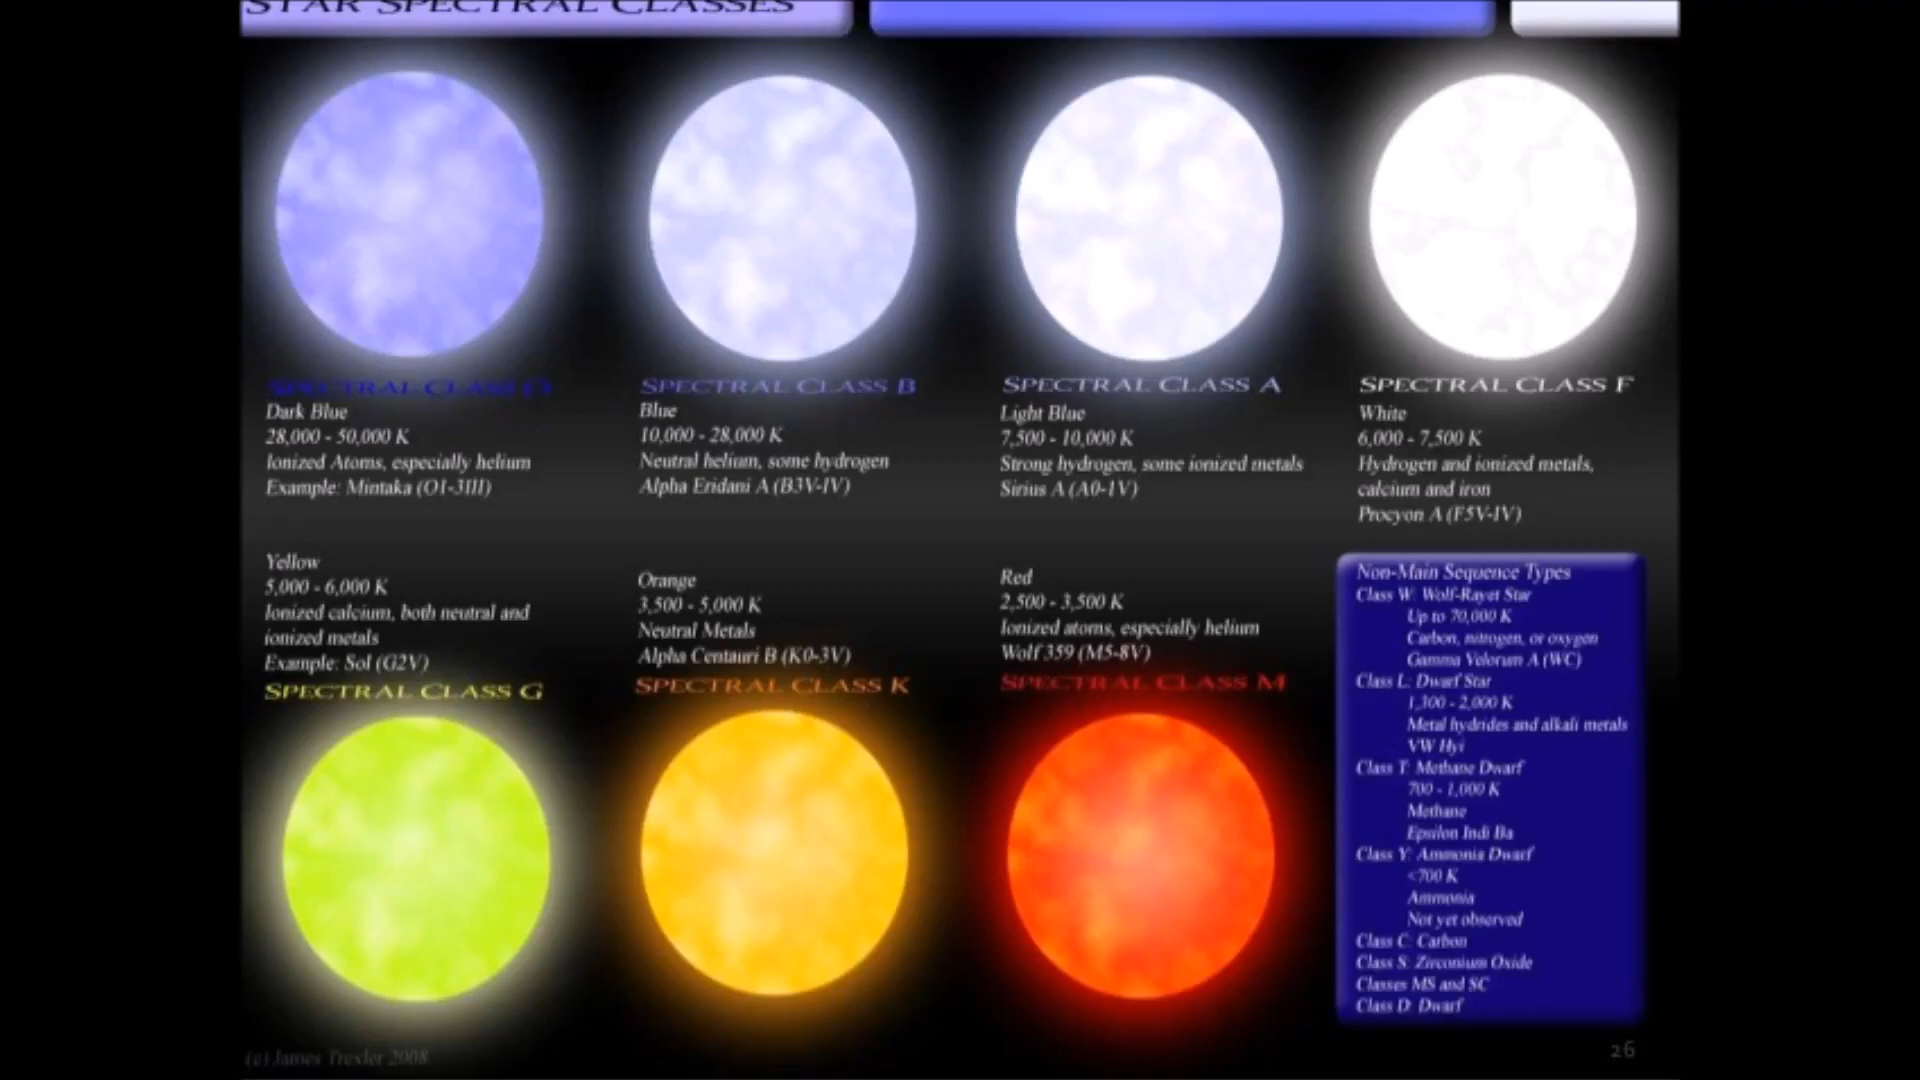 STAR SPECTRAL CLASSES
SPECTRAL CLASS O
Dark Blue
28,000 - 50,000 K
Ionized Atoms, especially helium
Example: Mintaka (O1-3III)
SPECTRAL CLASS B
Blue
10,000 - 28,000 K
Neutral helium, some hydrogen
Alpha Eridani A (B3V-IV)
SPECTRAL CLASS A
Light Blue
7,500 - 10,000 K
Strong hydrogen, some ionized metals
Sirius A (A0-1V)
SPECTRAL CLASS F
White
6,000 - 7,500 K
Hydrogen and ionized metals,
calcium and iron
Procyon A (F5V-IV)
Yellow
5,000 - 6,000 K
Ionized calcium, both neutral and
ionized metals
Example: Sol (G2V)
SPECTRAL CLASS G
Orange
3,500 - 5,000 K
Neutral Metals
Alpha Centauri B (K0-3V)
SPECTRAL CLASS K
Red
2,500 - 3,500 K
Ionized atoms, especially helium
Wolf 359 (M5-8V)
SPECTRAL CLASS M
Non-Main Sequence Types
Class W: Wolf-Rayet Star
Up to 70,000 K
Carbon, nitrogen, or oxygen
Gamma Velorum A (WC)
Class L: Dwarf Star
1,300 - 2,000 K
Metal hydrides and alkali metals
VW Hyi
Class T: Methane Dwarf
700 - 1,000 K
Methane
Epsilon Indi Ba
Class Y: Ammonia Dwarf
<700 K
Ammonia
Not yet observed
Class C: Carbon
Class S: Zirconium Oxide
Classes MS and SC
Class D: Dwarf
(c) James Trexler 2008
26